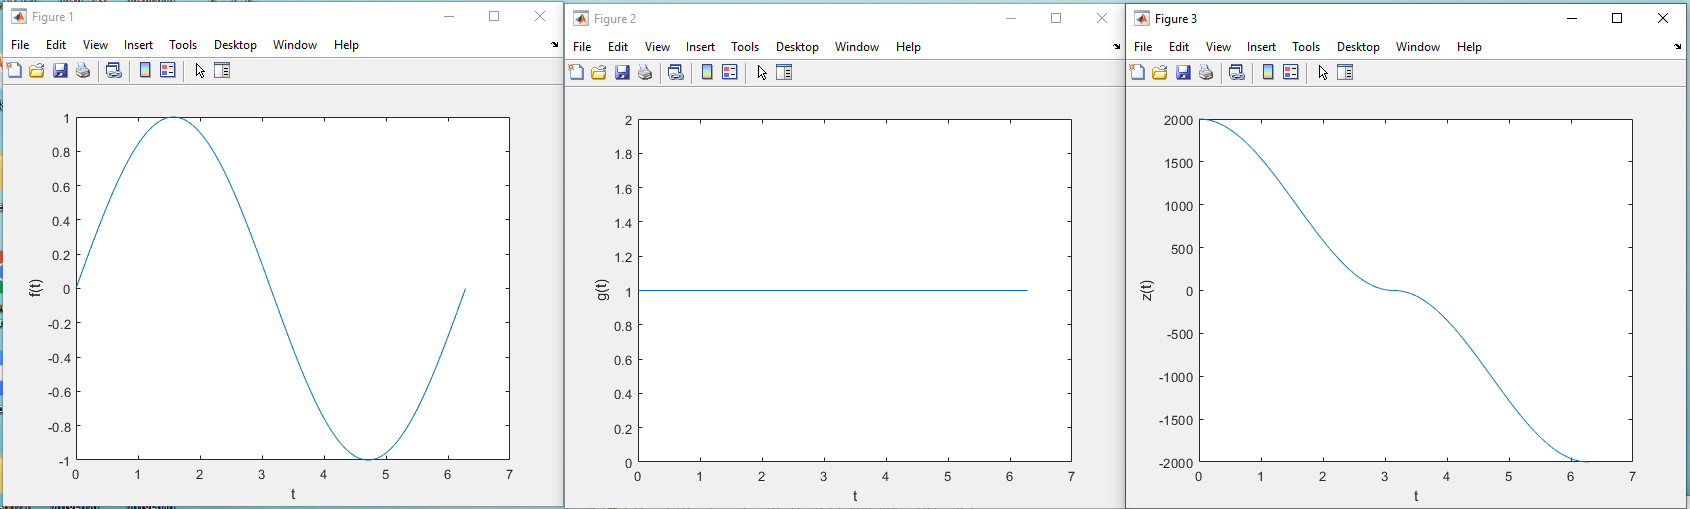 Figure 1
File Edit View Insert Tools Desktop Window Help
1
0.8
0.6
0.4
0.2
0
-0.2
-0.4
-0.6
-0.8
-1
f(t)
0 1 2 3 4 5 6 7
t
Figure 2
File Edit View Insert Tools Desktop Window Help
2
1.8
1.6
1.4
1.2
1
0.8
0.6
0.4
0.2
0
g(t)
0 1 2 3 4 5 6 7
t
Figure 3
File Edit View Insert Tools Desktop Window Help
2000
1500
1000
500
0
-500
-1000
-1500
-2000
z(t)
0 1 2 3 4 5 6 7
t